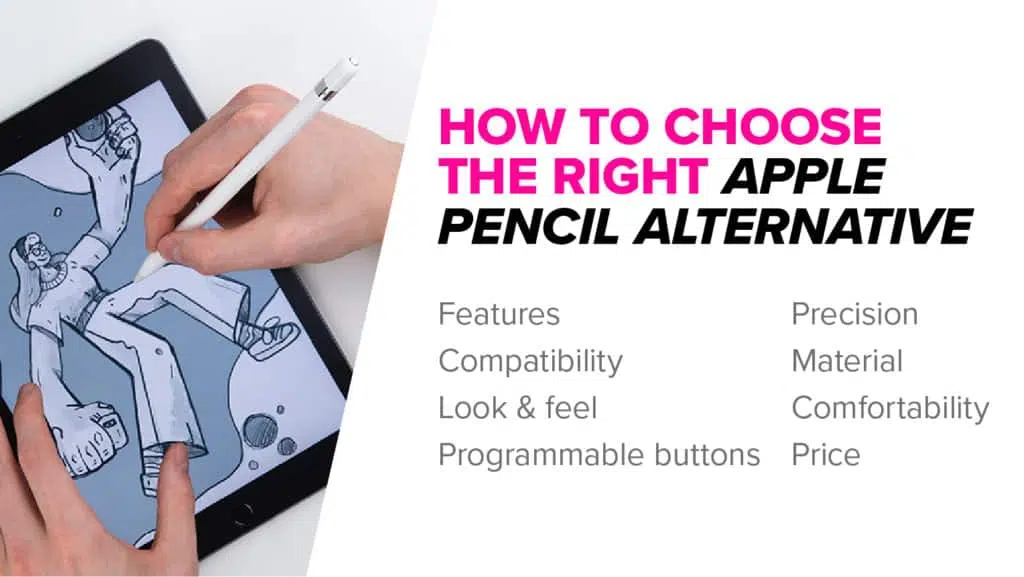 HOW TO CHOOSE
THE RIGHT APPLE
PENCIL ALTERNATIVE
Features
Compatibility
Look & feel
Programmable buttons
Precision
Material
Comfortability
Price